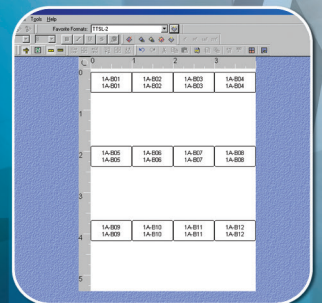 Tools Help
Favorite Formats: TTSL-2
0 1 2 3
0
1A-B01 1A-B02 1A-B03 1A-B04
1A-B01 1A-B02 1A-B03 1A-B04
1
2
1A-B05 1A-B06 1A-B07 1A-B08
1A-B05 1A-B06 1A-B07 1A-B08
3
1A-B09 1A-B10 1A-B11 1A-B12
1A-B09 1A-B10 1A-B11 1A-B12
4
5